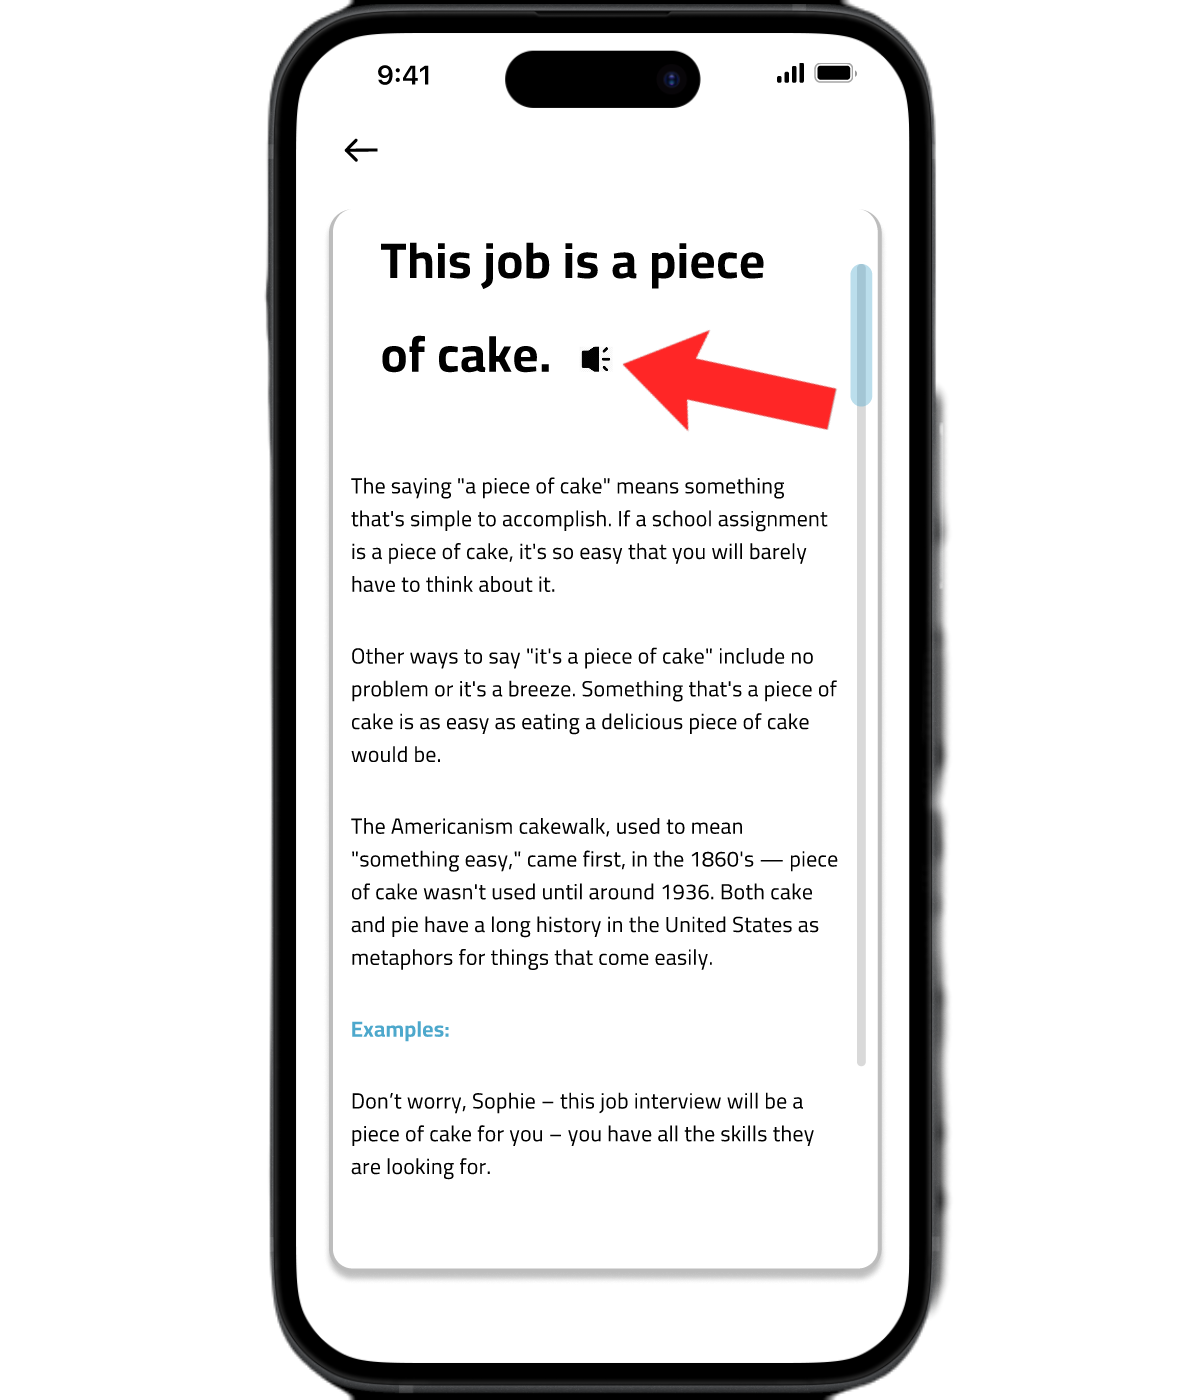 9:41
This job is a piece
of cake.
The saying "a piece of cake" means something
that's simple to accomplish. If a school assignment
is a piece of cake, it's so easy that you will barely
have to think about it.
Other ways to say "it's a piece of cake" include no
problem or it's a breeze. Something that's a piece of
cake is as easy as eating a delicious piece of cake
would be.
The Americanism cakewalk, used to mean
"something easy," came first, in the 1860's — piece
of cake wasn't used until around 1936. Both cake
and pie have a long history in the United States as
metaphors for things that come easily.
Examples:
Don’t worry, Sophie – this job interview will be a
piece of cake for you – you have all the skills they
are looking for.